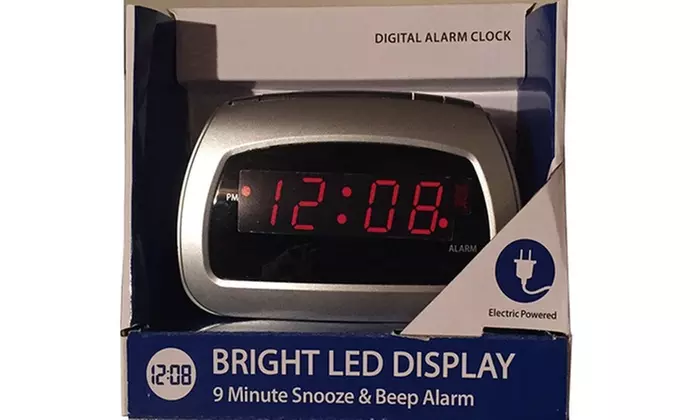 DIGITAL ALARM CLOCK
PM
12:08
ALARM
Electric Powered
12:08
BRIGHT LED DISPLAY
9 Minute Snooze & Beep Alarm